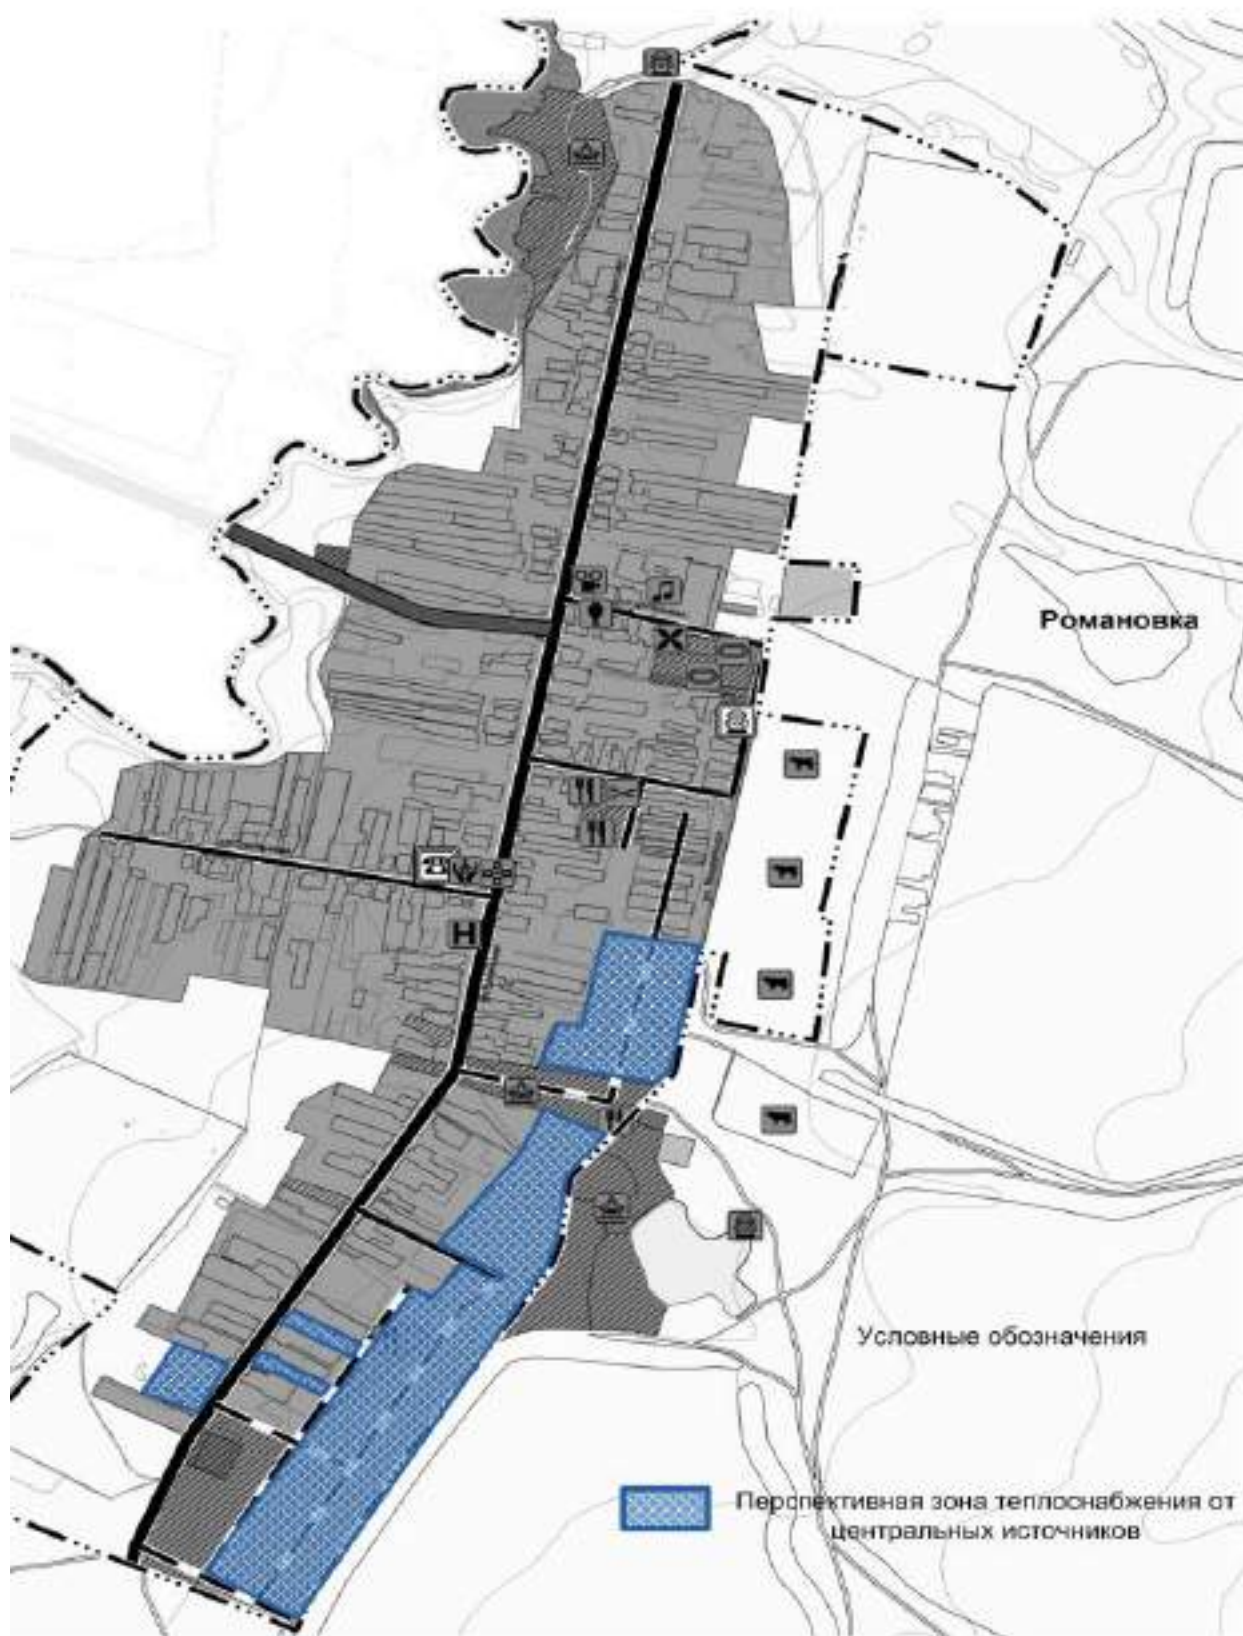 Романовка
Условные обозначения
Перспективная зона теплоснабжения от
центральных источников